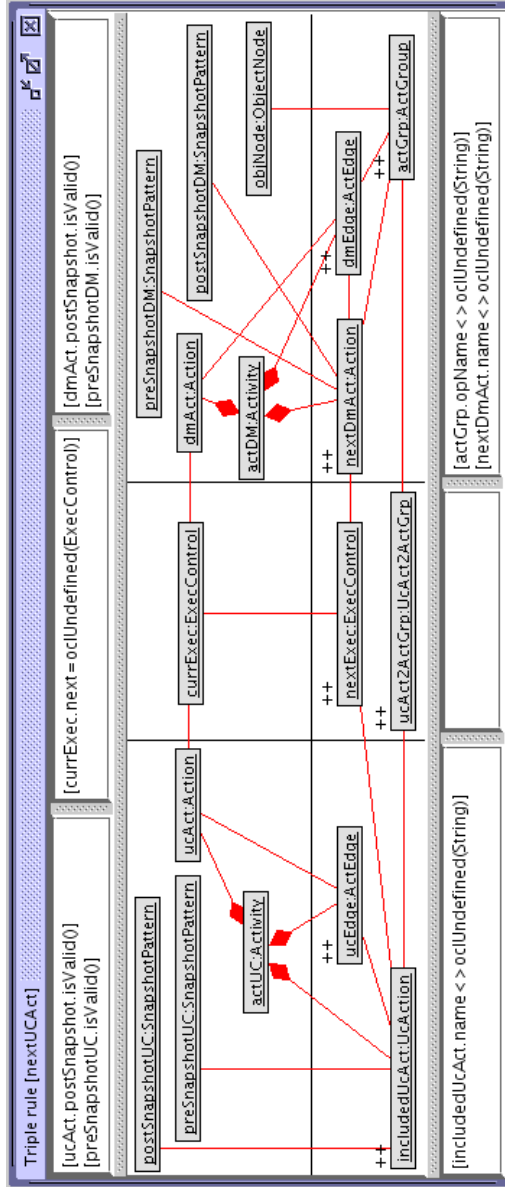 Triple rule [nextUCAct]
[ucAct.postSnapshot.isValid()]
[preSnapshotUC.isValid()]
[currExec.next = oclUndefined(ExecControl)]
[dmAct.postSnapshot.isValid()]
[preSnapshotDM.isValid()]
postSnapshotUC:SnapshotPattern
preSnapshotUC:SnapshotPattern
ucAct:Action
actUC:Activity
++
ucEdge:ActEdge
++
includedUcAct:UcAction
currExec:ExecControl
++
nextExec:ExecControl
++
ucAct2ActGrp:UcAct2ActGrp
preSnapshotDM:SnapshotPattern
postSnapshotDM:SnapshotPattern
dmAct:Action
actDM:Activity
objNode:ObjectNode
++
nextDmAct:Action
++
dmEdge:ActEdge
++
actGrp:ActGroup
[includedUcAct.name < > oclUndefined(String)]
[actGrp.opName < > oclUndefined(String)]
[nextDmAct.name < > oclUndefined(String)]